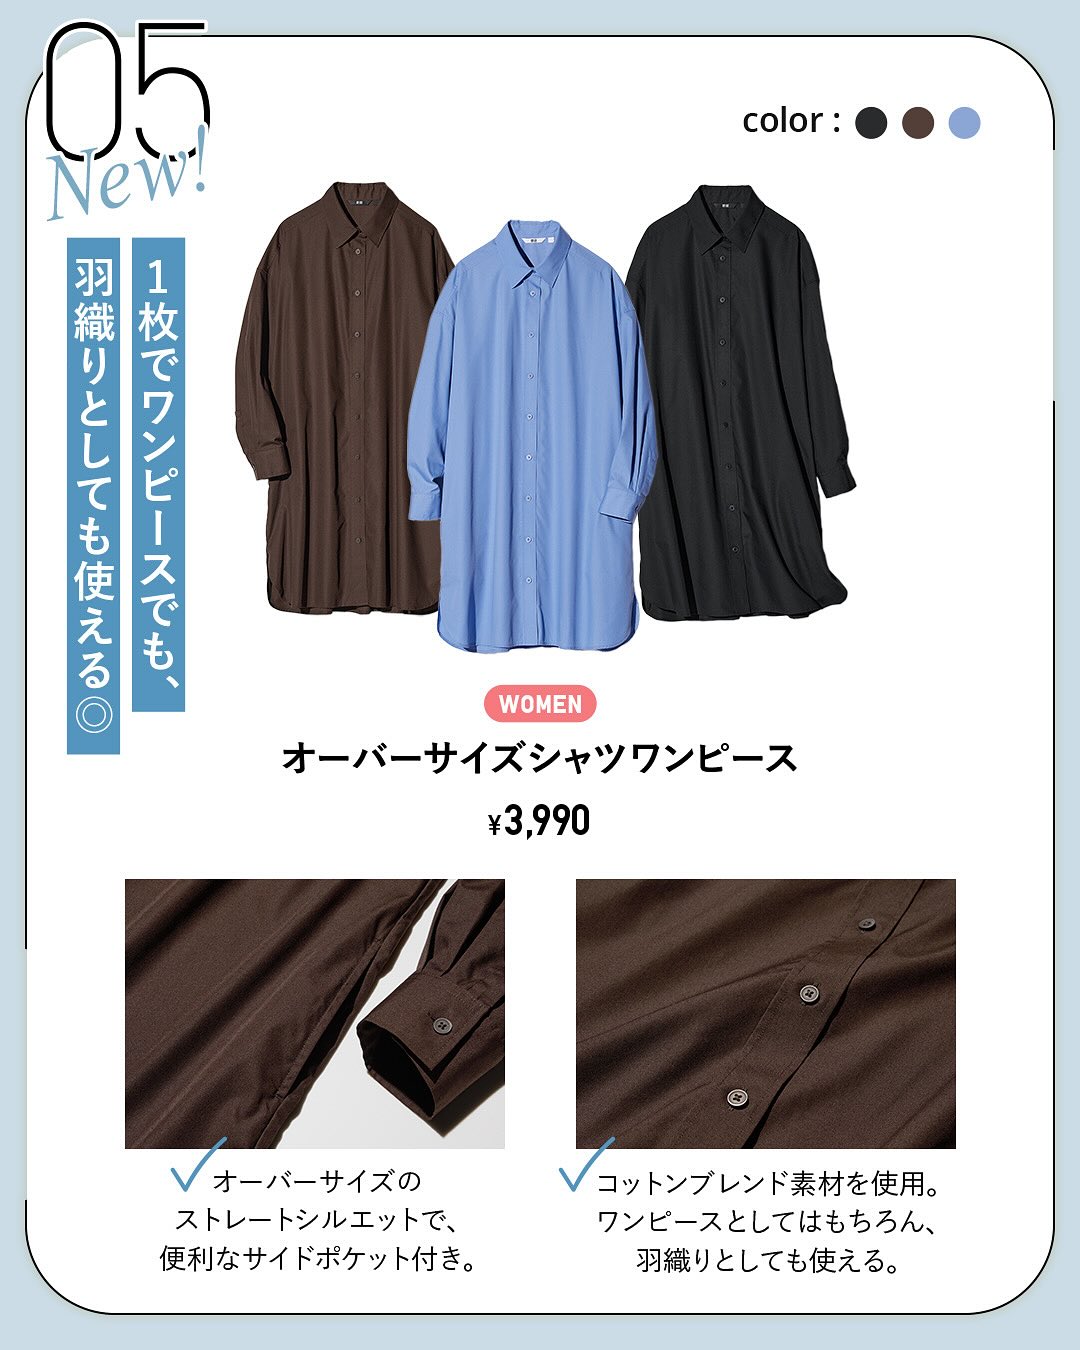 05
New!
color :
1枚でワンピースでも、
羽織りとしても使える◎
WOMEN
オーバーサイズシャツワンピース
¥3,990
オーバーサイズの
ストレートシルエットで、
便利なサイドポケット付き。
コットンブレンド素材を使用。
ワンピースとしてはもちろん、
羽織りとしても使える。